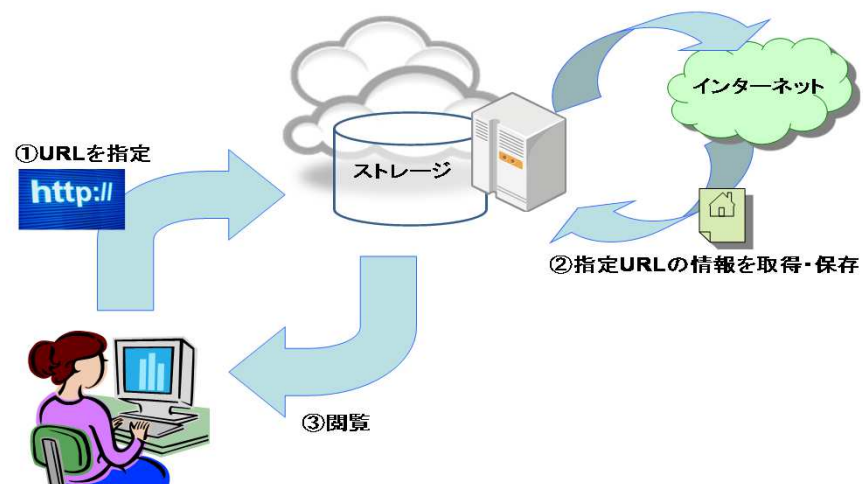 インターネット
①URLを指定
http://
ストレージ
②指定URLの情報を取得・保存
③閲覧